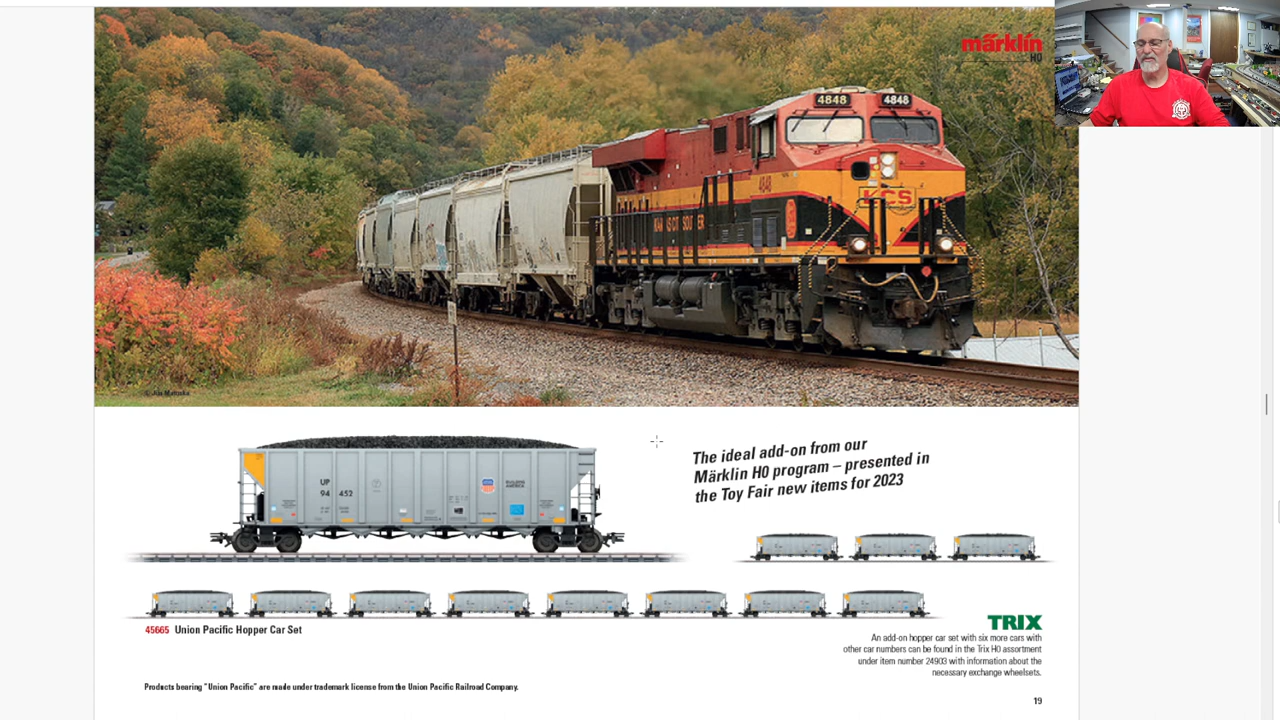 märklin
H0
4848
4848
4848
KCS
The ideal add-on from our
Märklin H0 program – presented in
the Toy Fair new items for 2023
UP
94 452
BUILDING
AMERICA
45665 Union Pacific Hopper Car Set
TRIX
An add-on hopper car set with six more cars with
other car numbers can be found in the Trix H0 assortment
under item number 24903 with information about the
necessary exchange wheelsets.
Products bearing "Union Pacific" are made under trademark license from the Union Pacific Railroad Company.
19